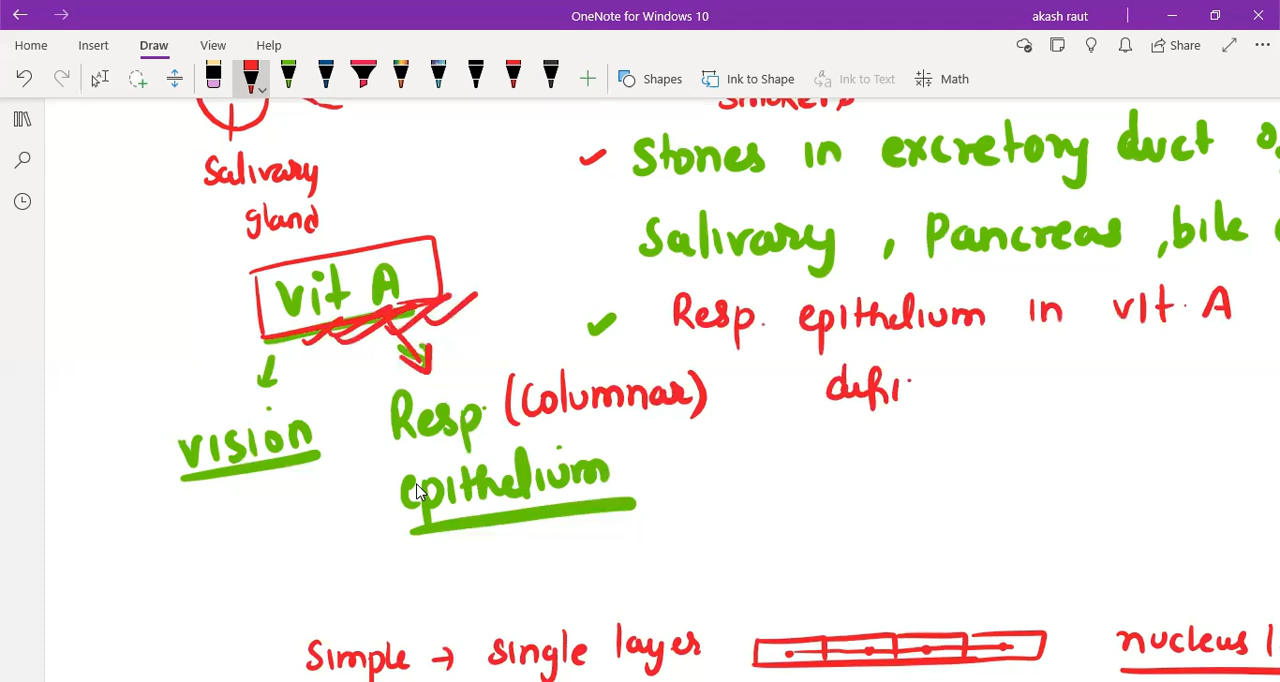 OneNote for Windows 10
akash raut
Home Insert Draw View Help
Share
Shapes Ink to Shape Ink to Text Math
smokers
Salivary
gland
stones in excretory duct
Salivary, Pancreas, bile
vit A
Resp. epithelium in vit. A
defi.
vision
Resp. (columnar)
epithelium
Simple → single layer
nucleus